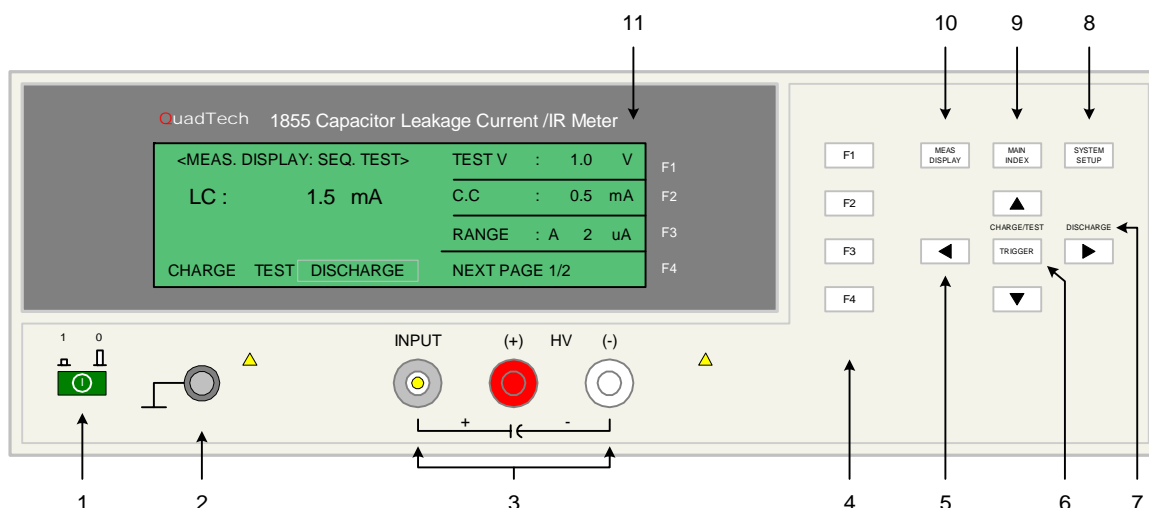 11 10 9 8
QuadTech 1855 Capacitor Leakage Current /IR Meter
<MEAS. DISPLAY: SEQ. TEST> TEST V : 1.0 V F1
LC : 1.5 mA C.C : 0.5 mA F2
RANGE : A 2 uA F3
CHARGE TEST DISCHARGE NEXT PAGE 1/2 F4
F1 MEAS DISPLAY MAIN INDEX SYSTEM SETUP
F2
CHARGE/TEST DISCHARGE
F3 TRIGGER
F4
1 0 INPUT (+) HV (-)
+ -
1 2 3 4 5 6 7